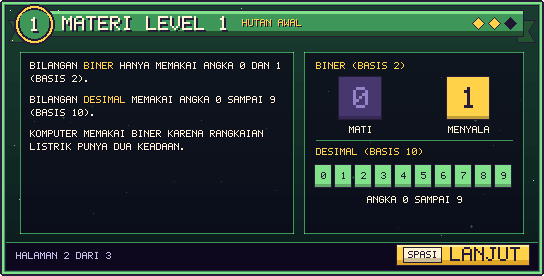 1 MATERI LEVEL 1 HUTAN AWAL
BILANGAN BINER HANYA MEMAKAI ANGKA 0 DAN 1
(BASIS 2).
BILANGAN DESIMAL MEMAKAI ANGKA 0 SAMPAI 9
(BASIS 10).
KOMPUTER MEMAKAI BINER KARENA RANGKAIAN
LISTRIK PUNYA DUA KEADAAN.
BINER (BASIS 2)
0 1
MATI MENYALA
DESIMAL (BASIS 10)
0 1 2 3 4 5 6 7 8 9
ANGKA 0 SAMPAI 9
HALAMAN 2 DARI 3
SPASI LANJUT